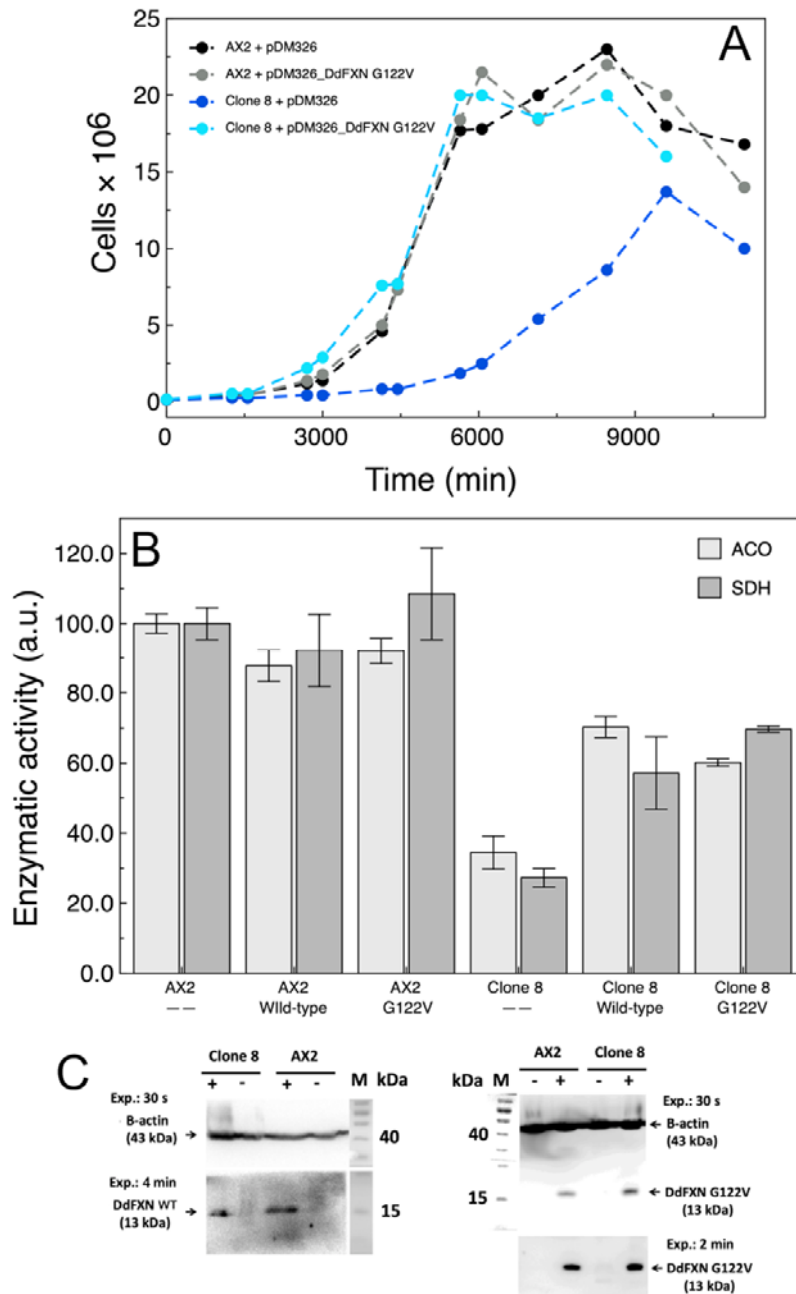 A
AX2 + pDM326
AX2 + pDM326_DdFXN G122V
Clone 8 + pDM326
Clone 8 + pDM326_DdFXN G122V
25
20
15
10
5
0
Cells × 10⁶
0 3000 6000 9000
Time (min)
B
ACO
SDH
120.0
100.0
80.0
60.0
40.0
20.0
0.0
Enzymatic activity (a.u.)
AX2 AX2 AX2 Clone 8 Clone 8 Clone 8
—— WIld-type G122V —— Wild-type G122V
C
Clone 8 AX2
+ - + - M kDa
Exp.: 30 s
B-actin
(43 kDa)
40
Exp.: 4 min
DdFXN WT
(13 kDa)
15
AX2 Clone 8
kDa M - + - +
Exp.: 30 s
B-actin
(43 kDa)
40
15
DdFXN G122V
(13 kDa)
Exp.: 2 min
DdFXN G122V
(13 kDa)